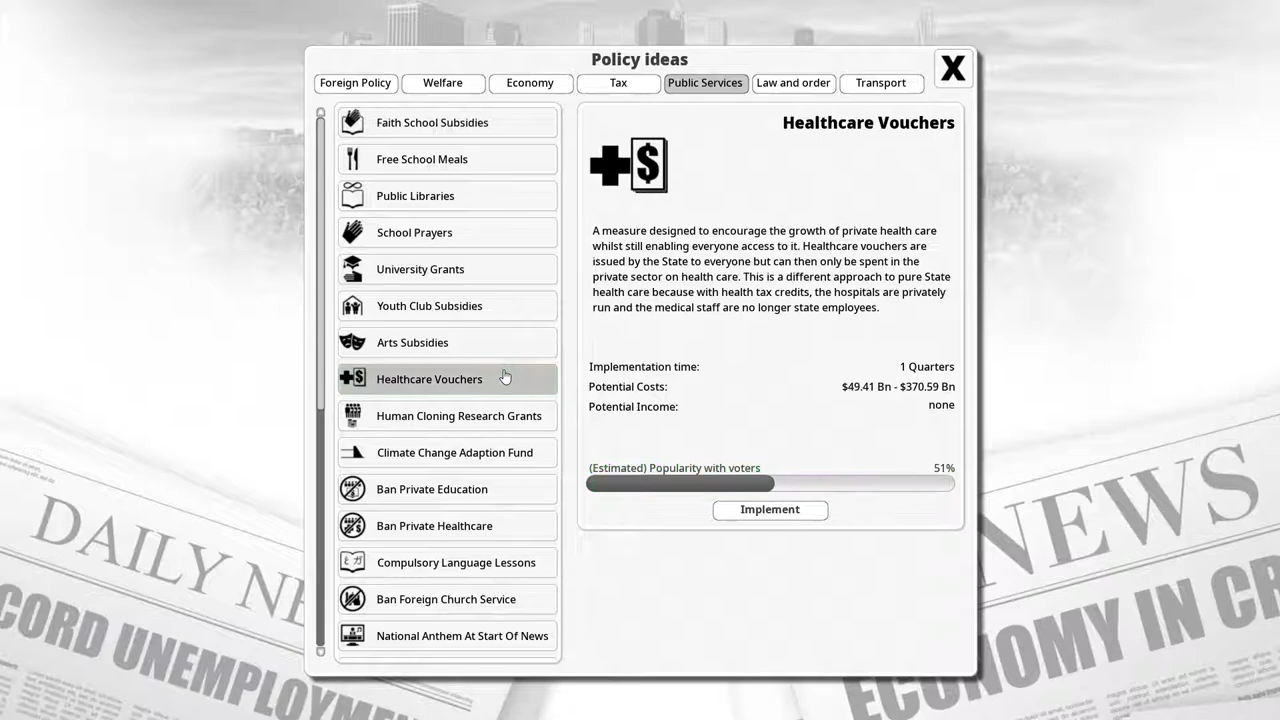 Policy ideas
X
Foreign Policy
Welfare
Economy
Tax
Public Services
Law and order
Transport
Faith School Subsidies
Free School Meals
Public Libraries
School Prayers
University Grants
Youth Club Subsidies
Arts Subsidies
Healthcare Vouchers
Human Cloning Research Grants
Climate Change Adaption Fund
Ban Private Education
Ban Private Healthcare
Compulsory Language Lessons
Ban Foreign Church Service
National Anthem At Start Of News
Healthcare Vouchers
A measure designed to encourage the growth of private health care
whilst still enabling everyone access to it. Healthcare vouchers are
issued by the State to everyone but can then only be spent in the
private sector on health care. This is a different approach to pure State
health care because with health tax credits, the hospitals are privately
run and the medical staff are no longer state employees.
Implementation time: 1 Quarters
Potential Costs: $49.41 Bn - $370.59 Bn
Potential Income: none
(Estimated) Popularity with voters 51%
Implement
DAILY NE
CORD UNEMPLOYM
NEWS
ECONOMY IN CR